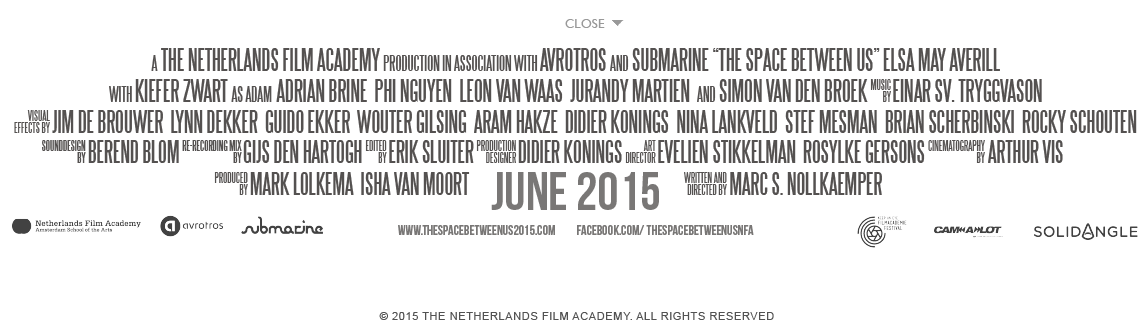 CLOSE
A THE NETHERLANDS FILM ACADEMY PRODUCTION IN ASSOCIATION WITH AVROTROS AND SUBMARINE “THE SPACE BETWEEN US” ELSA MAY AVERILL
WITH KIEFER ZWART AS ADAM ADRIAN BRINE PHI NGUYEN LEON VAN WAAS JURANDY MARTIEN AND SIMON VAN DEN BROEK MUSIC BY EINAR SV. TRYGGVASON
VISUAL EFFECTS BY JIM DE BROUWER LYNN DEKKER GUIDO EKKER WOUTER GILSING ARAM HAKZE DIDIER KONINGS NINA LANKVELD STEF MESMAN BRIAN SCHERBINSKI ROCKY SCHOUTEN
SOUNDDESIGN BY BEREND BLOM RE-RECORDING MIX BY GIJS DEN HARTOGH EDITED BY ERIK SLUITER PRODUCTION DESIGNER DIDIER KONINGS ART DIRECTOR EVELIEN STIKKELMAN ROSYLKE GERSONS CINEMATOGRAPHY BY ARTHUR VIS
PRODUCED BY MARK LOLKEMA ISHA VAN MOORT JUNE 2015 WRITTEN AND DIRECTED BY MARC S. NOLLKAEMPER
Netherlands Film Academy
Amsterdam School of the Arts
avrotros submarine WWW.THESPACEBETWEENUS2015.COM FACEBOOK.COM/ THESPACEBETWEENUSNFA FILMACADEMIE FESTIVAL CAMALOT SOLIDANGLE
© 2015 THE NETHERLANDS FILM ACADEMY. ALL RIGHTS RESERVED